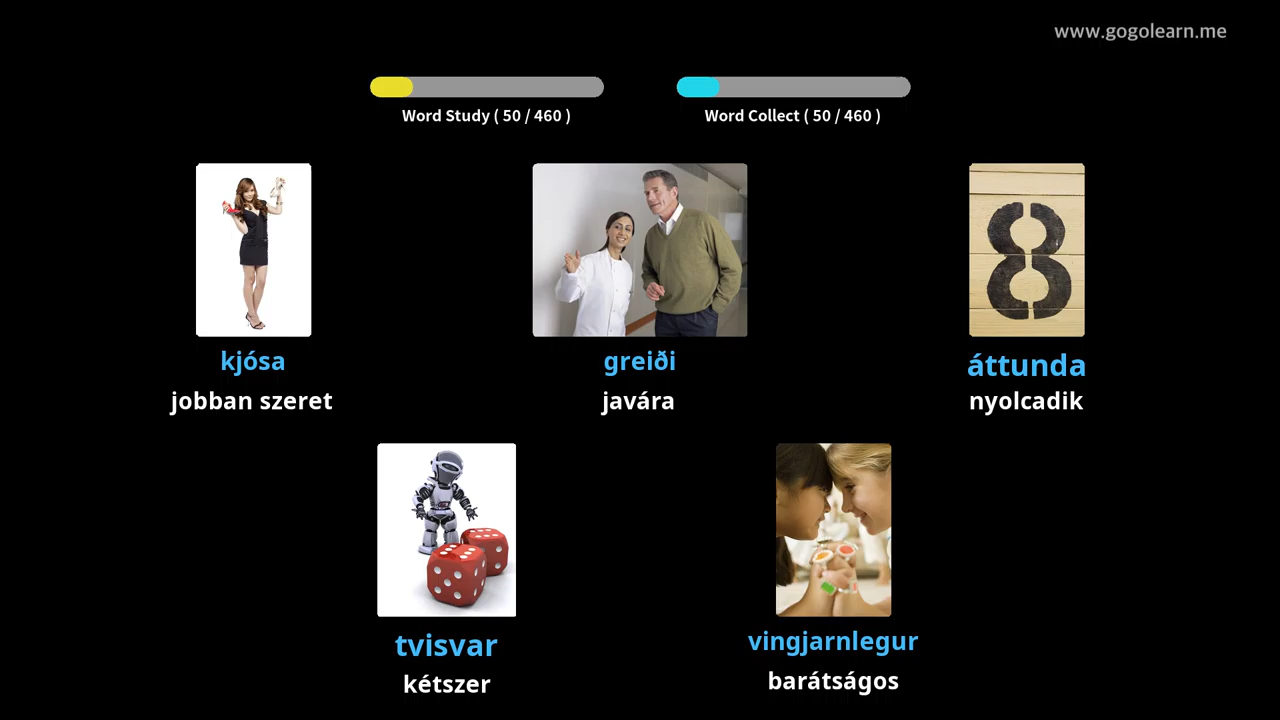 www.gogolearn.me
Word Study ( 50 / 460 )
Word Collect ( 50 / 460 )
8
kjósa
jobban szeret
greiði
javára
áttunda
nyolcadik
tvisvar
kétszer
vingjarnlegur
barátságos